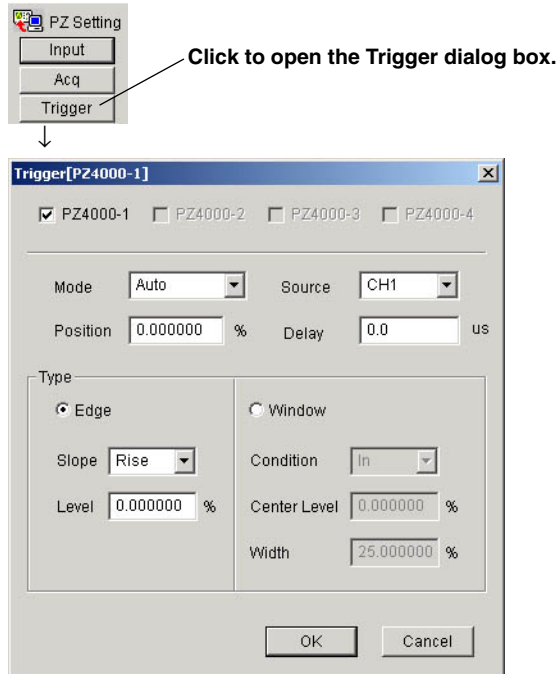 PZ Setting
Input
Click to open the Trigger dialog box.
Acq
Trigger
↓
Trigger[PZ4000-1]
PZ4000-1 PZ4000-2 PZ4000-3 PZ4000-4
Mode Auto Source CH1
Position 0.000000 % Delay 0.0 us
Type
Edge Window
Slope Rise Condition In
Level 0.000000 % Center Level 0.000000 %
Width 25.000000 %
OK Cancel